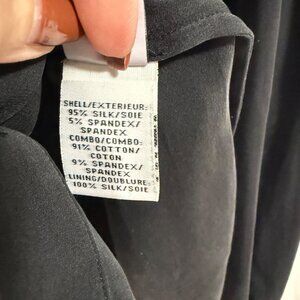 SHELL/EXTERIEUR:
95% SILK/SOIE
5% SPANDEX/
SPANDEX
COMBO/COMBO:
91% COTTON/
COTON
9% SPANDEX/
SPANDEX
LINING/DOUBLURE
100% SILK/SOIE